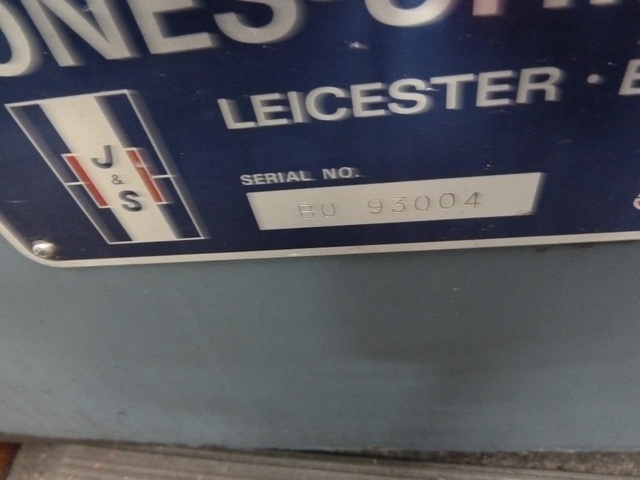 LEICESTER ·
J
&
S
SERIAL NO.
BO 93004